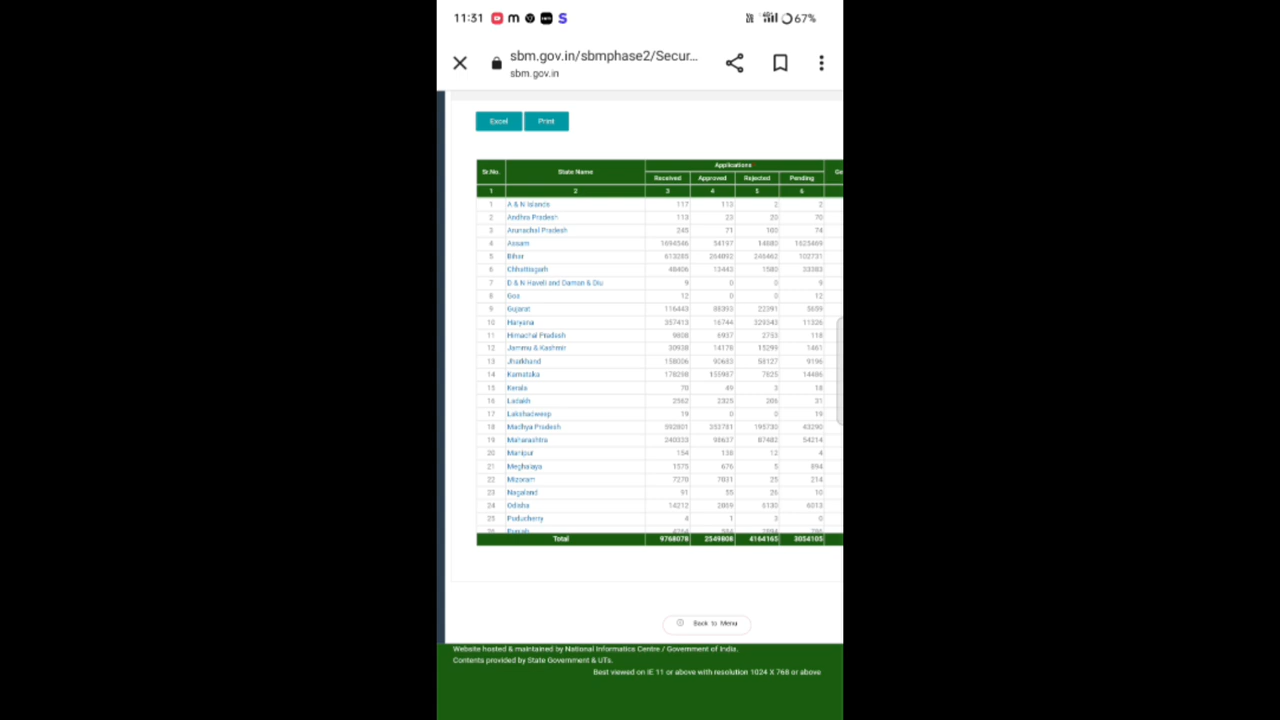 11:31 m S 67%
sbm.gov.in/sbmphase2/Secur...
sbm.gov.in
Excel Print
Sr.No. State Name Applications
Received Approved Rejected Pending Ge
1 2 3 4 5 6
1 A & N Islands 117 113 2 2
2 Andhra Pradesh 113 23 20 70
3 Arunachal Pradesh 245 71 100 74
4 Assam 1694546 54197 14880 1625469
5 Bihar 613285 264092 246462 102731
6 Chhattisgarh 48406 13443 1580 33383
7 D & N Haveli and Daman & Diu 9 0 0 9
8 Goa 12 0 0 12
9 Gujarat 116443 88393 22391 5659
10 Haryana 357413 16744 329343 11326
11 Himachal Pradesh 9808 6937 2753 118
12 Jammu & Kashmir 30938 14178 15299 1461
13 Jharkhand 158006 90683 58127 9196
14 Karnataka 178298 155987 7825 14486
15 Kerala 70 49 3 18
16 Ladakh 2562 2325 206 31
17 Lakshadweep 19 0 0 19
18 Madhya Pradesh 592801 353781 195730 43290
19 Maharashtra 240333 98637 87482 54214
20 Manipur 154 138 12 4
21 Meghalaya 1575 676 5 894
22 Mizoram 7270 7031 25 214
23 Nagaland 91 55 26 10
24 Odisha 14212 2069 6130 6013
25 Puducherry 4 1 3 0
26 Punjab
Total 9768078 2549808 4164165 3054105
Back to Menu
Website hosted & maintained by National Informatics Centre / Government of India.
Contents provided by State Government & UTs.
Best viewed on IE 11 or above with resolution 1024 X 768 or above